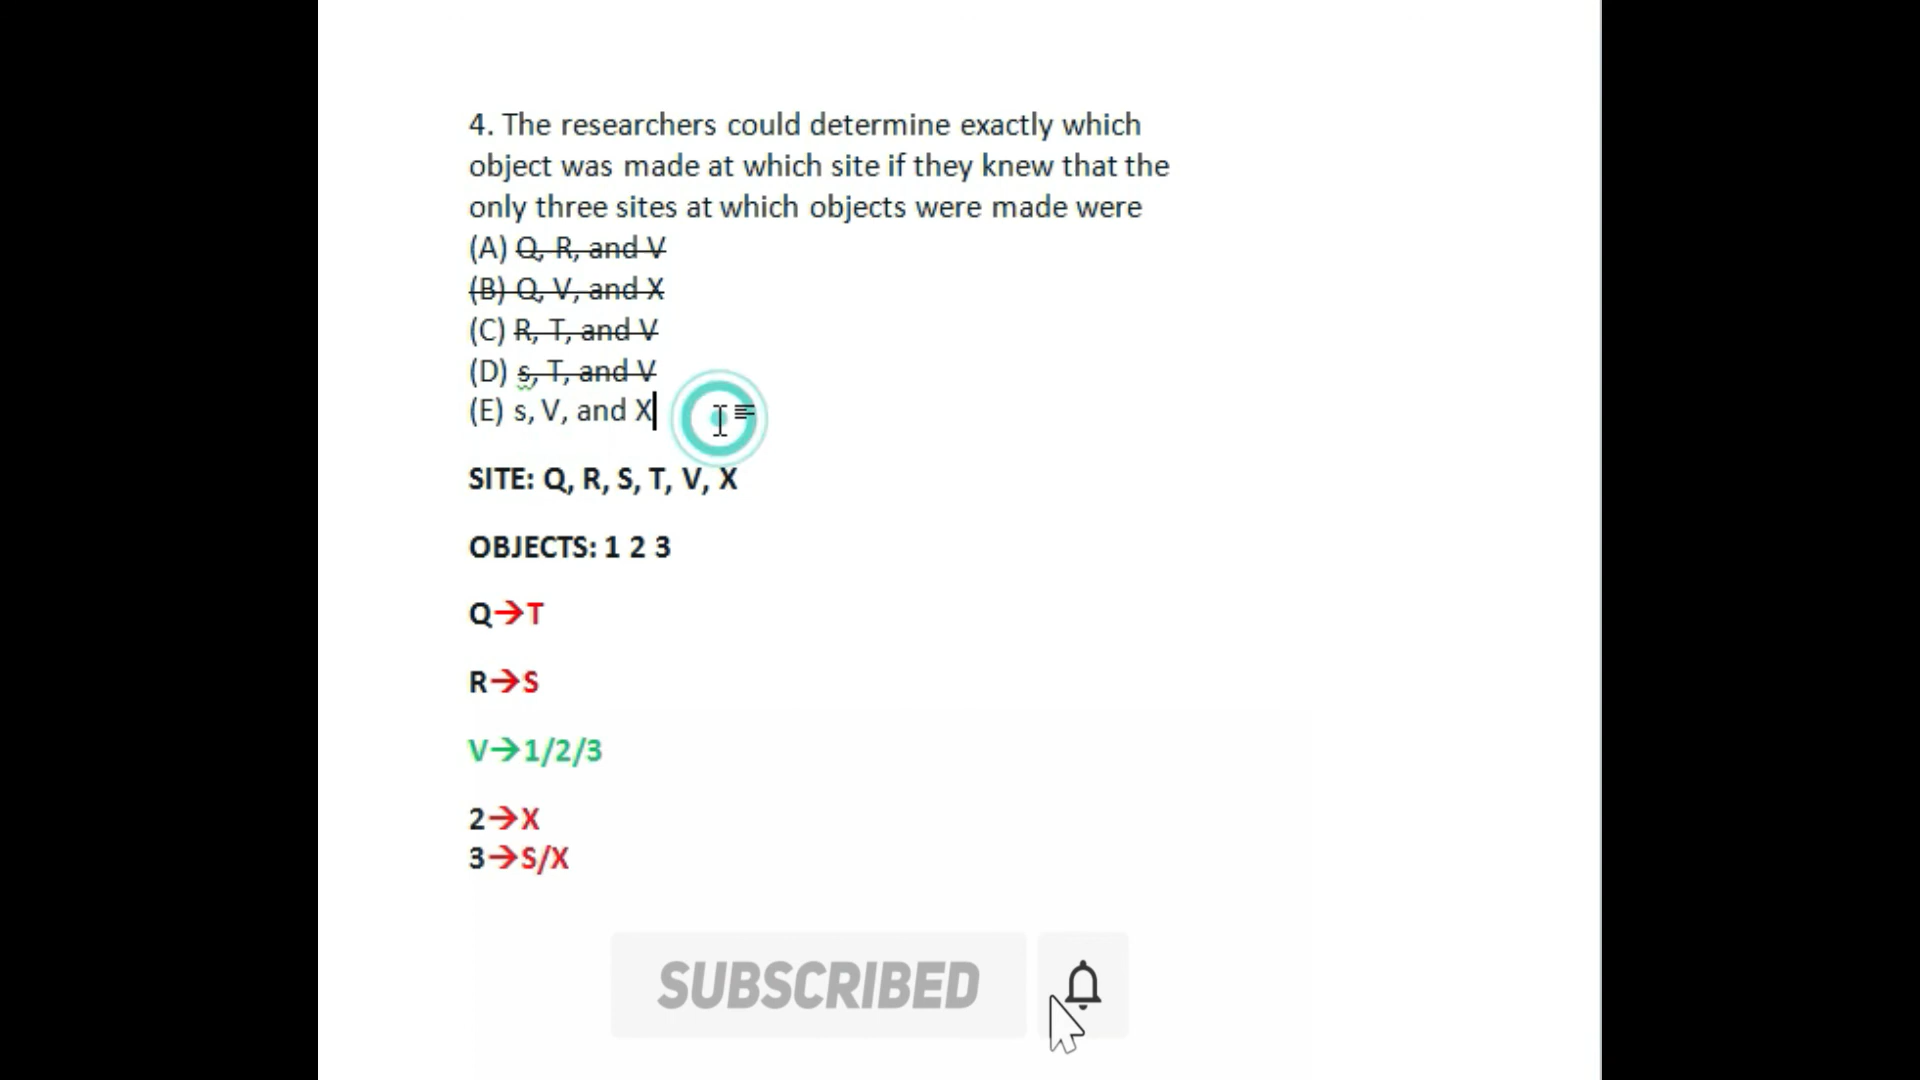 4. The researchers could determine exactly which
object was made at which site if they knew that the
only three sites at which objects were made were
(A) Q, R, and V
(B) Q, V, and X
(C) R, T, and V
(D) s, T, and V
(E) s, V, and X
SITE: Q, R, S, T, V, X
OBJECTS: 1 2 3
Q→T
R→S
V→1/2/3
2→X
3→S/X
SUBSCRIBED